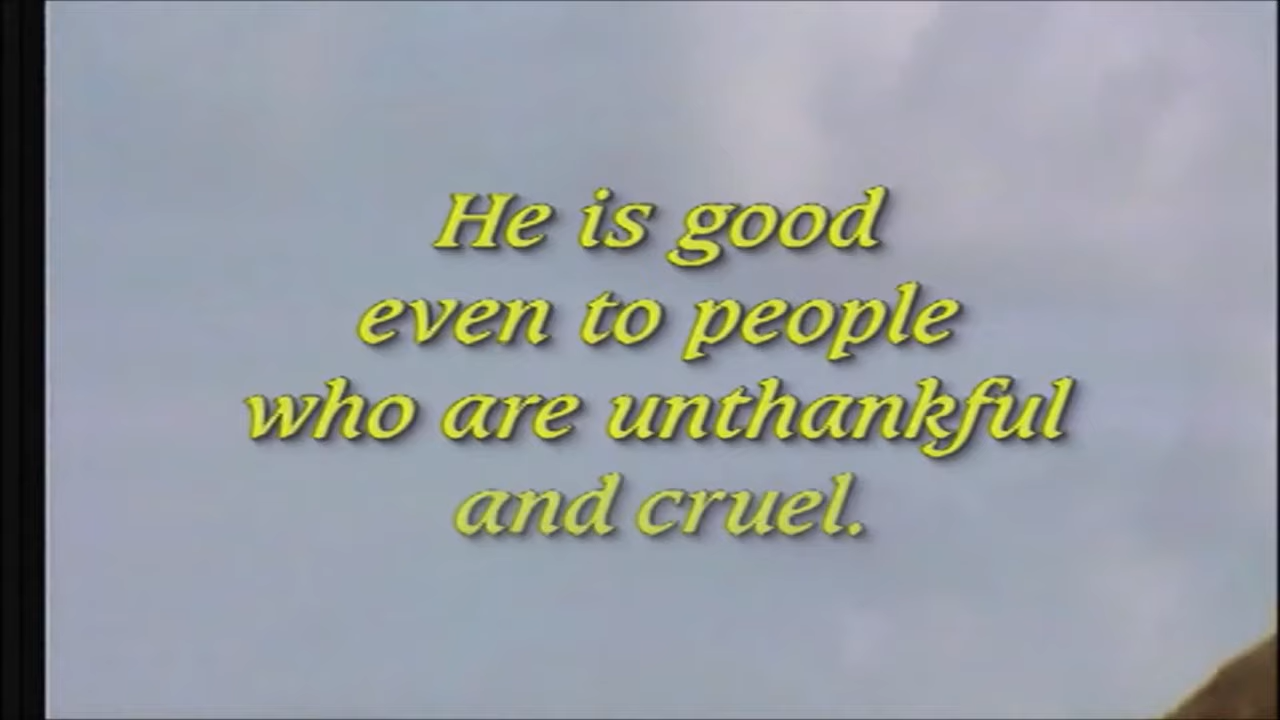 He is good
even to people
who are unthankful
and cruel.